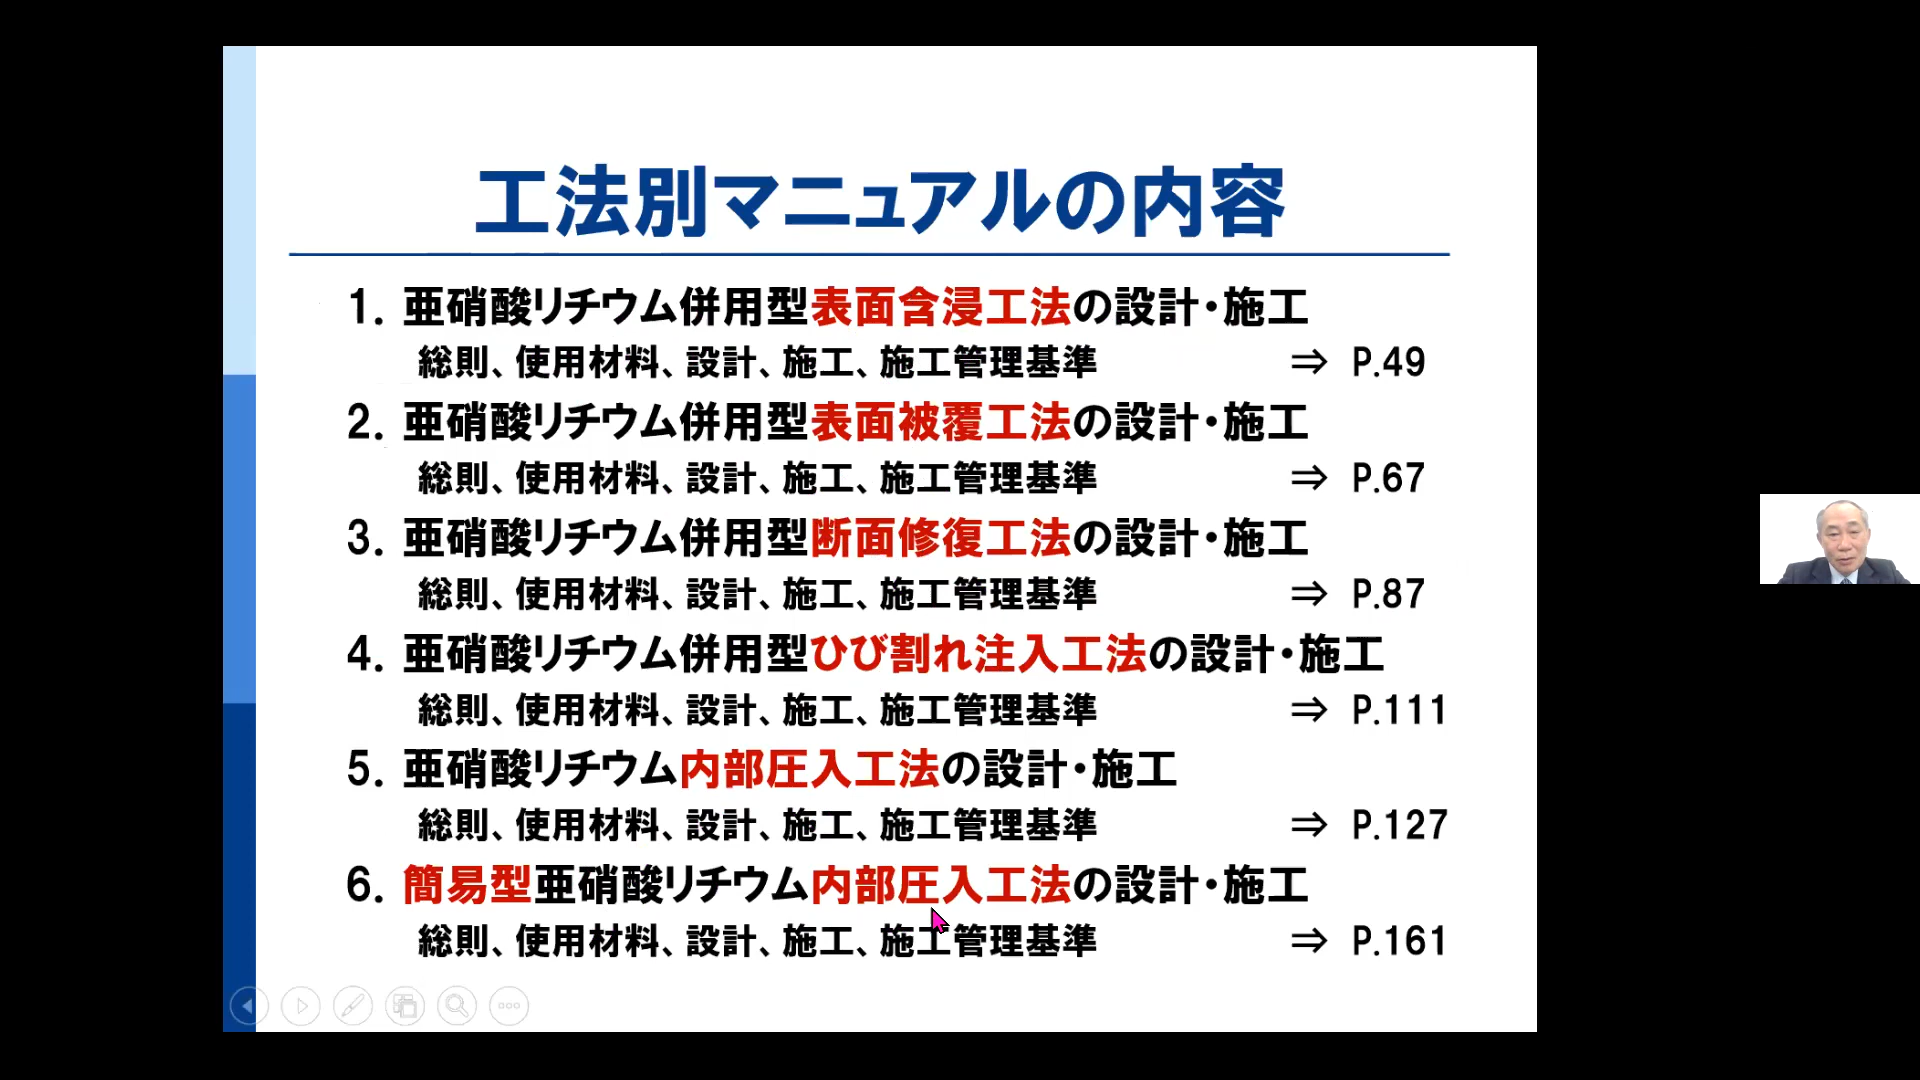 工法別マニュアルの内容
1. 亜硝酸リチウム併用型表面含浸工法の設計・施工
総則、使用材料、設計、施工、施工管理基準 ⇒ P.49
2. 亜硝酸リチウム併用型表面被覆工法の設計・施工
総則、使用材料、設計、施工、施工管理基準 ⇒ P.67
3. 亜硝酸リチウム併用型断面修復工法の設計・施工
総則、使用材料、設計、施工、施工管理基準 ⇒ P.87
4. 亜硝酸リチウム併用型ひび割れ注入工法の設計・施工
総則、使用材料、設計、施工、施工管理基準 ⇒ P.111
5. 亜硝酸リチウム内部圧入工法の設計・施工
総則、使用材料、設計、施工、施工管理基準 ⇒ P.127
6. 簡易型亜硝酸リチウム内部圧入工法の設計・施工
総則、使用材料、設計、施工、施工管理基準 ⇒ P.161